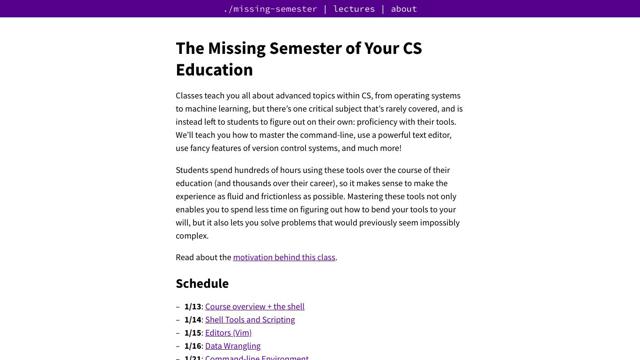 ./missing-semester | lectures | about
The Missing Semester of Your CS
Education
Classes teach you all about advanced topics within CS, from operating systems
to machine learning, but there's one critical subject that's rarely covered, and is
instead left to students to figure out on their own: proficiency with their tools.
We'll teach you how to master the command-line, use a powerful text editor,
use fancy features of version control systems, and much more!
Students spend hundreds of hours using these tools over the course of their
education (and thousands over their career), so it makes sense to make the
experience as fluid and frictionless as possible. Mastering these tools not only
enables you to spend less time on figuring out how to bend your tools to your
will, but it also lets you solve problems that would previously seem impossibly
complex.
Read about the motivation behind this class.
Schedule
– 1/13: Course overview + the shell
– 1/14: Shell Tools and Scripting
– 1/15: Editors (Vim)
– 1/16: Data Wrangling
– 1/21: Command-line Environment